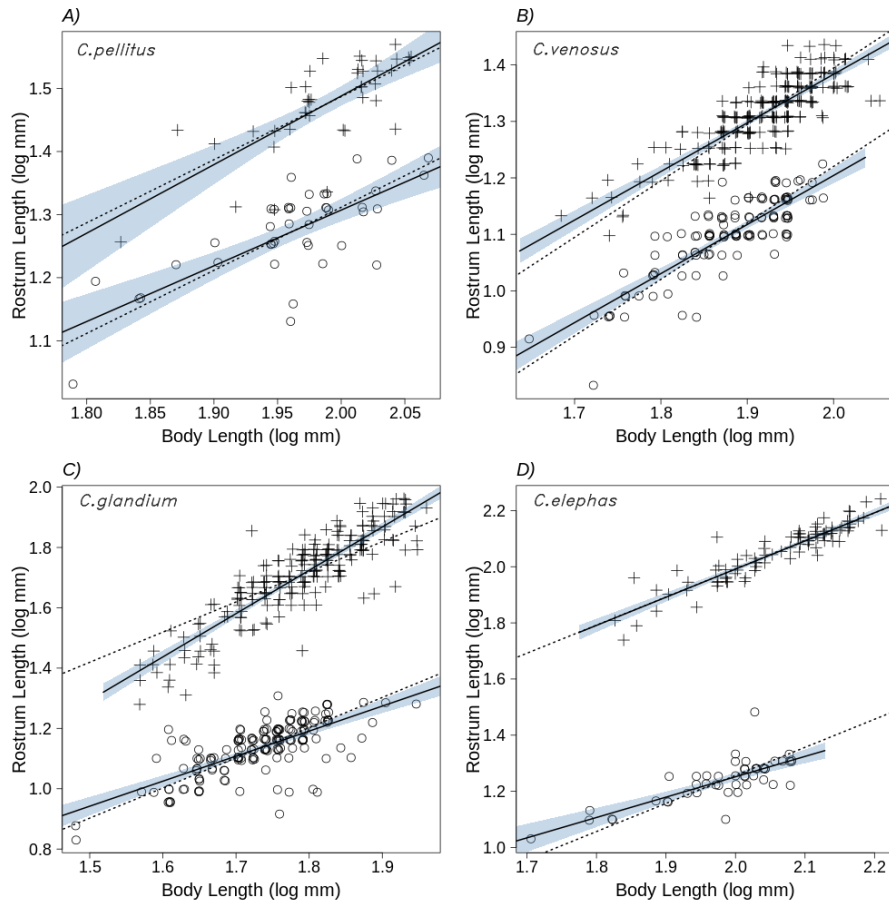 A)
C.pellitus
Rostrum Length (log mm)
1.5
1.4
1.3
1.2
1.1
1.80 1.85 1.90 1.95 2.00 2.05
Body Length (log mm)
B)
C.venosus
Rostrum Length (log mm)
1.4
1.3
1.2
1.1
1.0
0.9
1.7 1.8 1.9 2.0
Body Length (log mm)
C)
C.glandium
Rostrum Length (log mm)
2.0
1.8
1.6
1.4
1.2
1.0
0.8
1.5 1.6 1.7 1.8 1.9
Body Length (log mm)
D)
C.elephas
Rostrum Length (log mm)
2.2
2.0
1.8
1.6
1.4
1.2
1.0
1.7 1.8 1.9 2.0 2.1 2.2
Body Length (log mm)